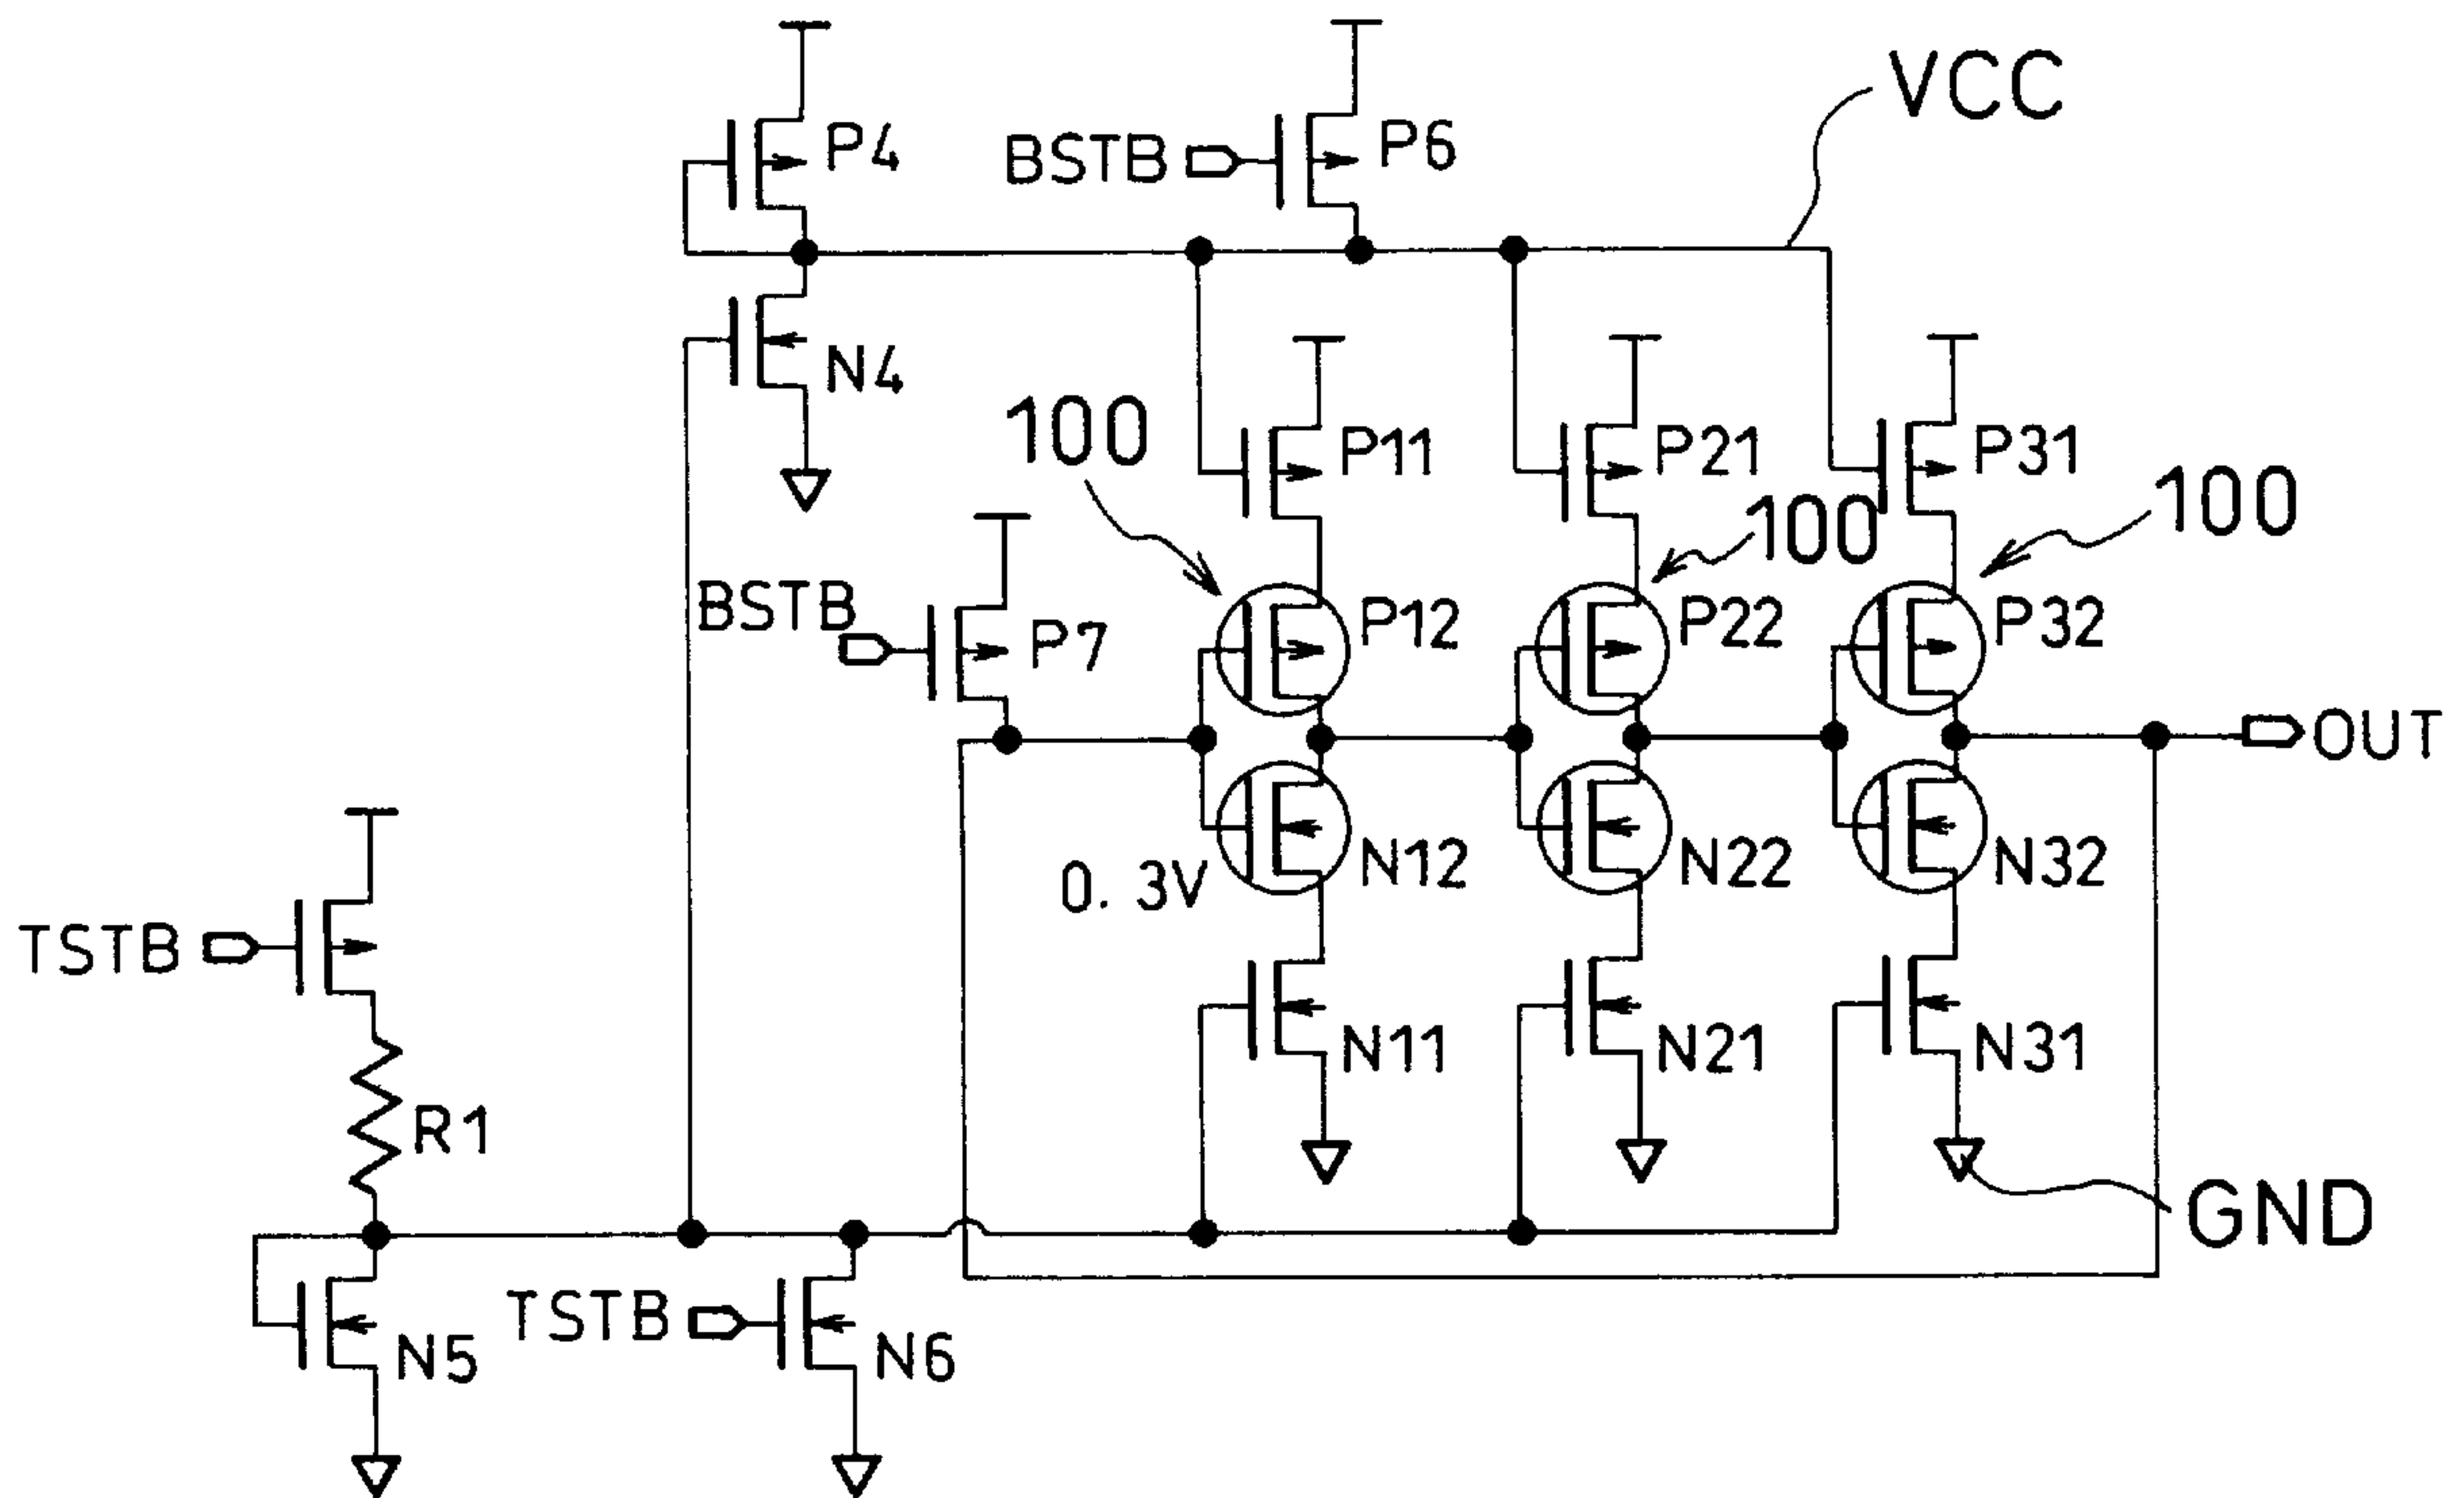 VCC
P4
BSTB
P6
N4
100
P11
P21
P31
100
100
BSTB
P7
P12
P22
P32
OUT
0. 3V
N12
N22
N32
TSTB
N11
N21
N31
R1
GND
TSTB
N5
N6